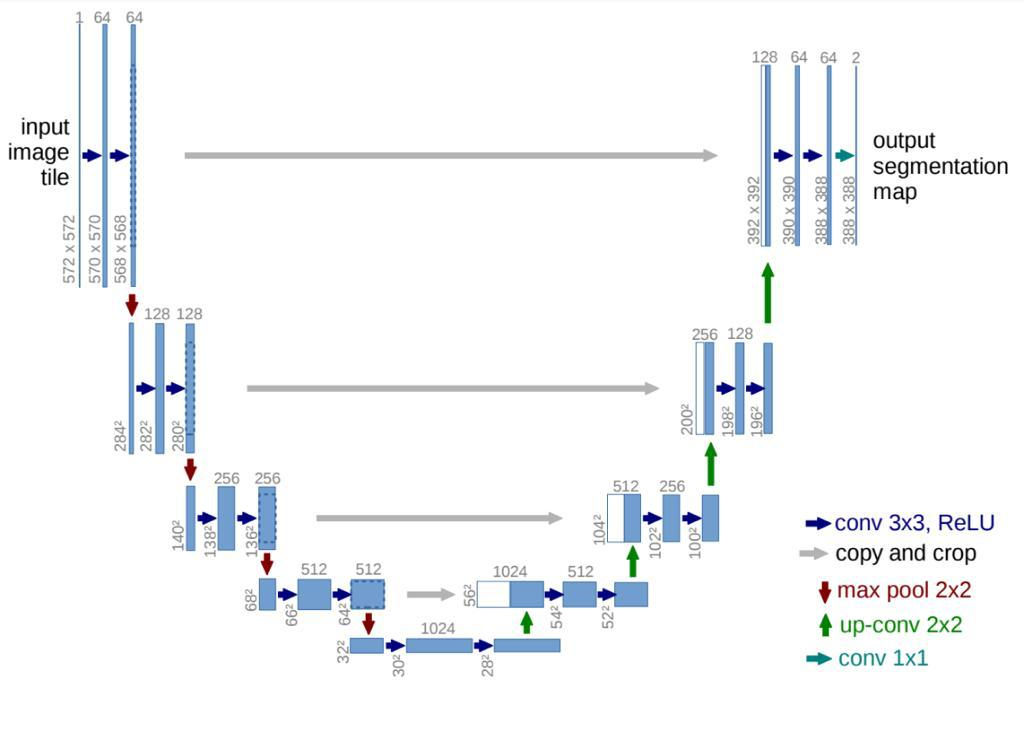 1 64 64
128 64 64 2
input
image
tile
output
segmentation
map
572 x 572
570 x 570
568 x 568
392 x 392
390 x 390
388 x 388
388 x 388
128 128
256 128
284²
282²
280²
200²
198²
196²
256 256
512 256
140²
138²
136²
104²
102²
100²
conv 3x3, ReLU
copy and crop
max pool 2x2
up-conv 2x2
conv 1x1
512 512
1024 512
68²
66²
64²
56²
54²
52²
1024
32²
30²
28²